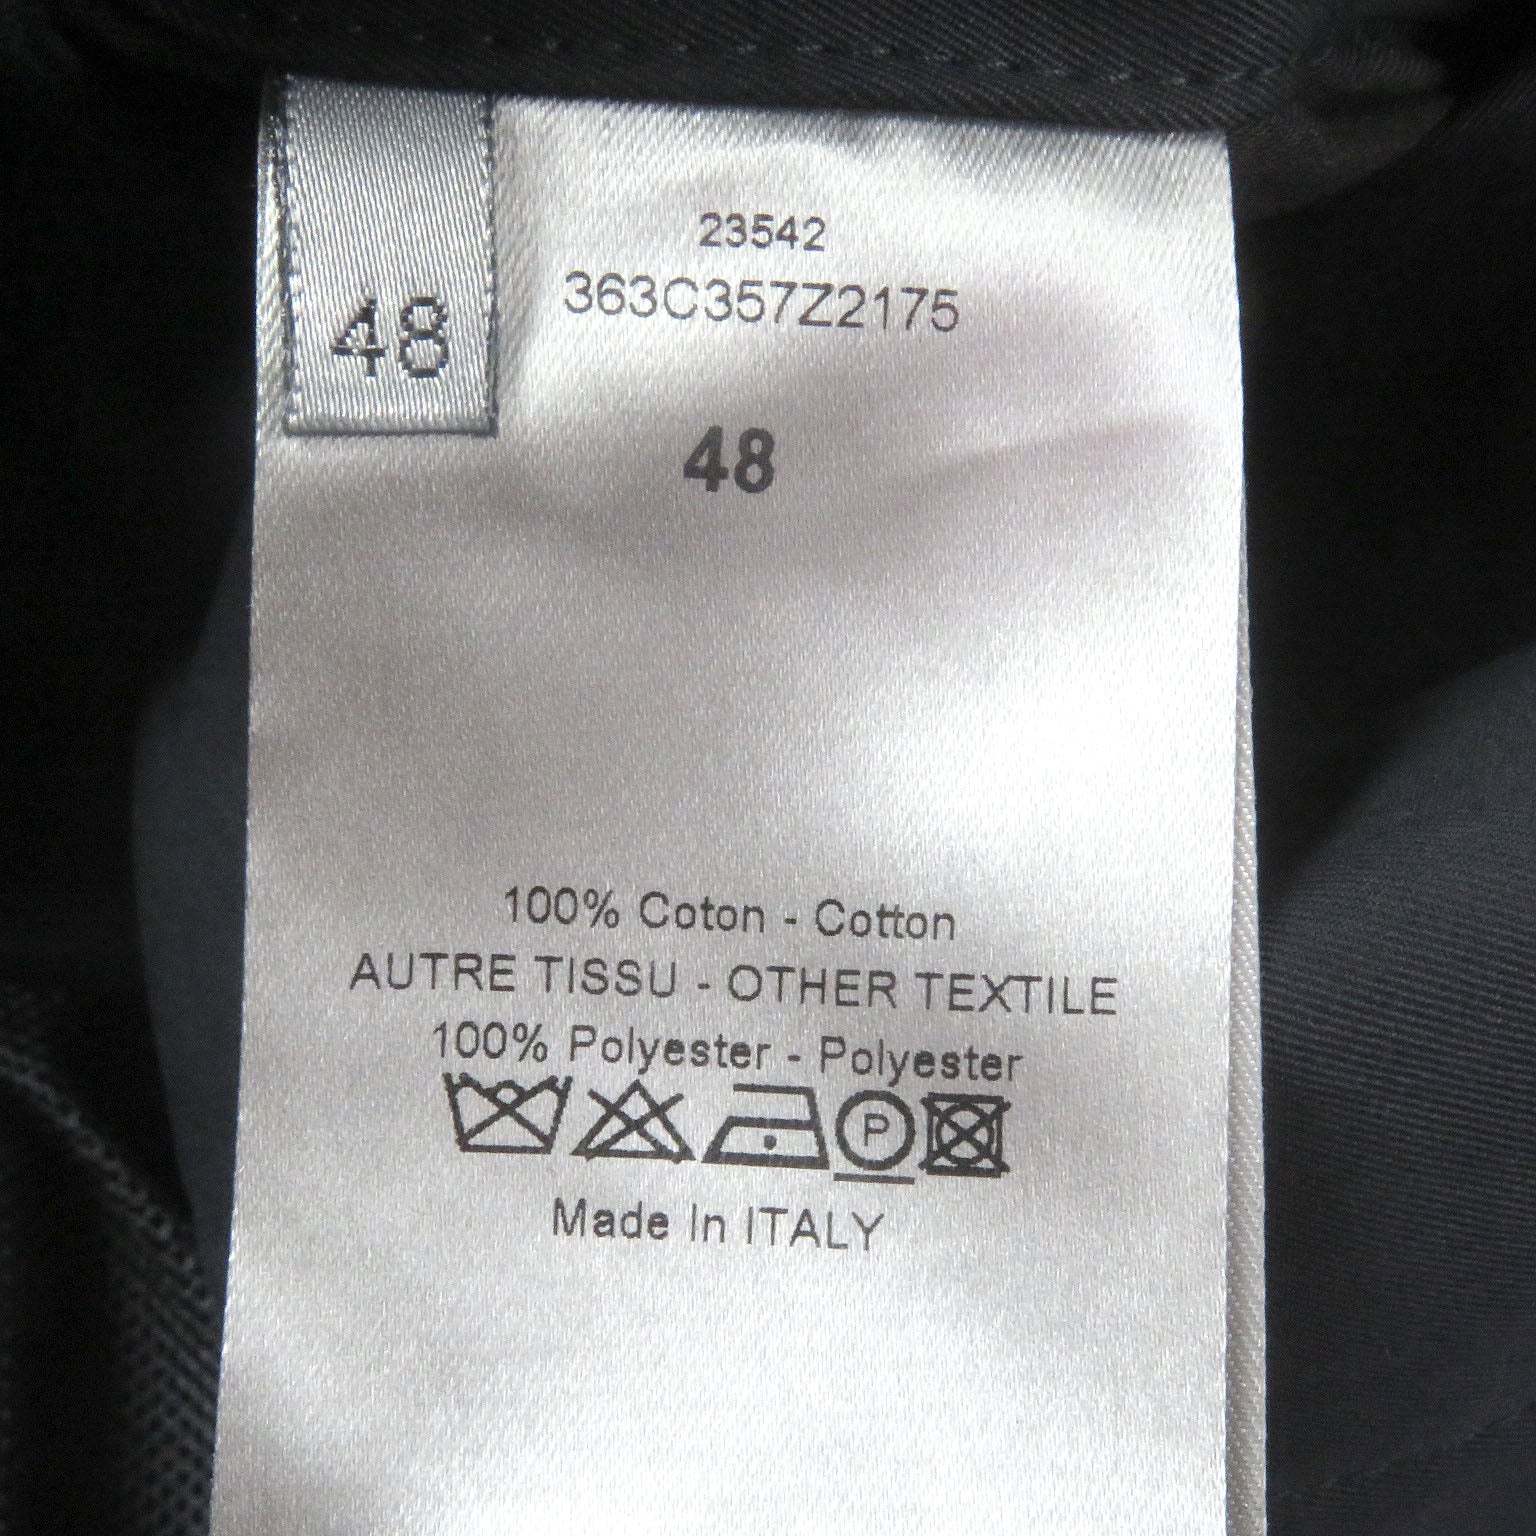 48
23542
363C357Z2175
48
100% Coton - Cotton
AUTRE TISSU - OTHER TEXTILE
100% Polyester - Polyester
P
Made In ITALY